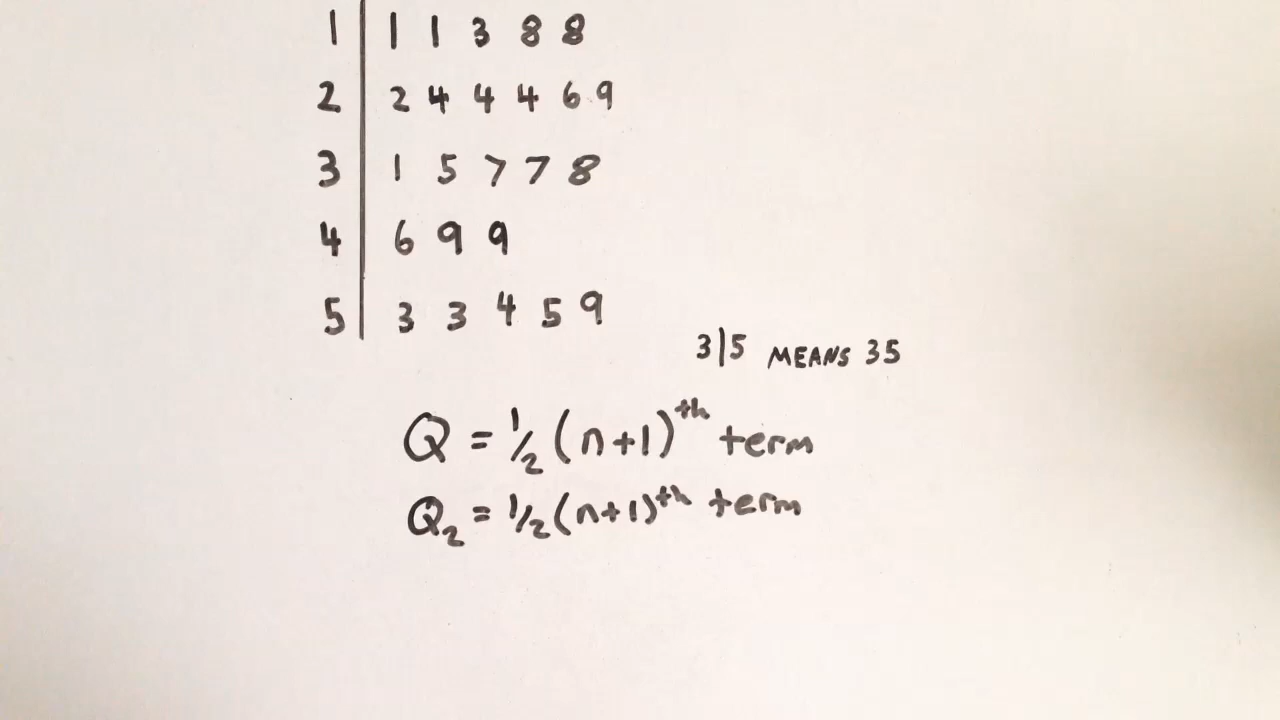 1 | 1 1 3 8 8
2 | 2 4 4 4 6 9
3 | 1 5 7 7 8
4 | 6 9 9
5 | 3 3 4 5 9
3|5 MEANS 35
Q = 1/2 (n+1)th term
Q2 = 1/2 (n+1)th term